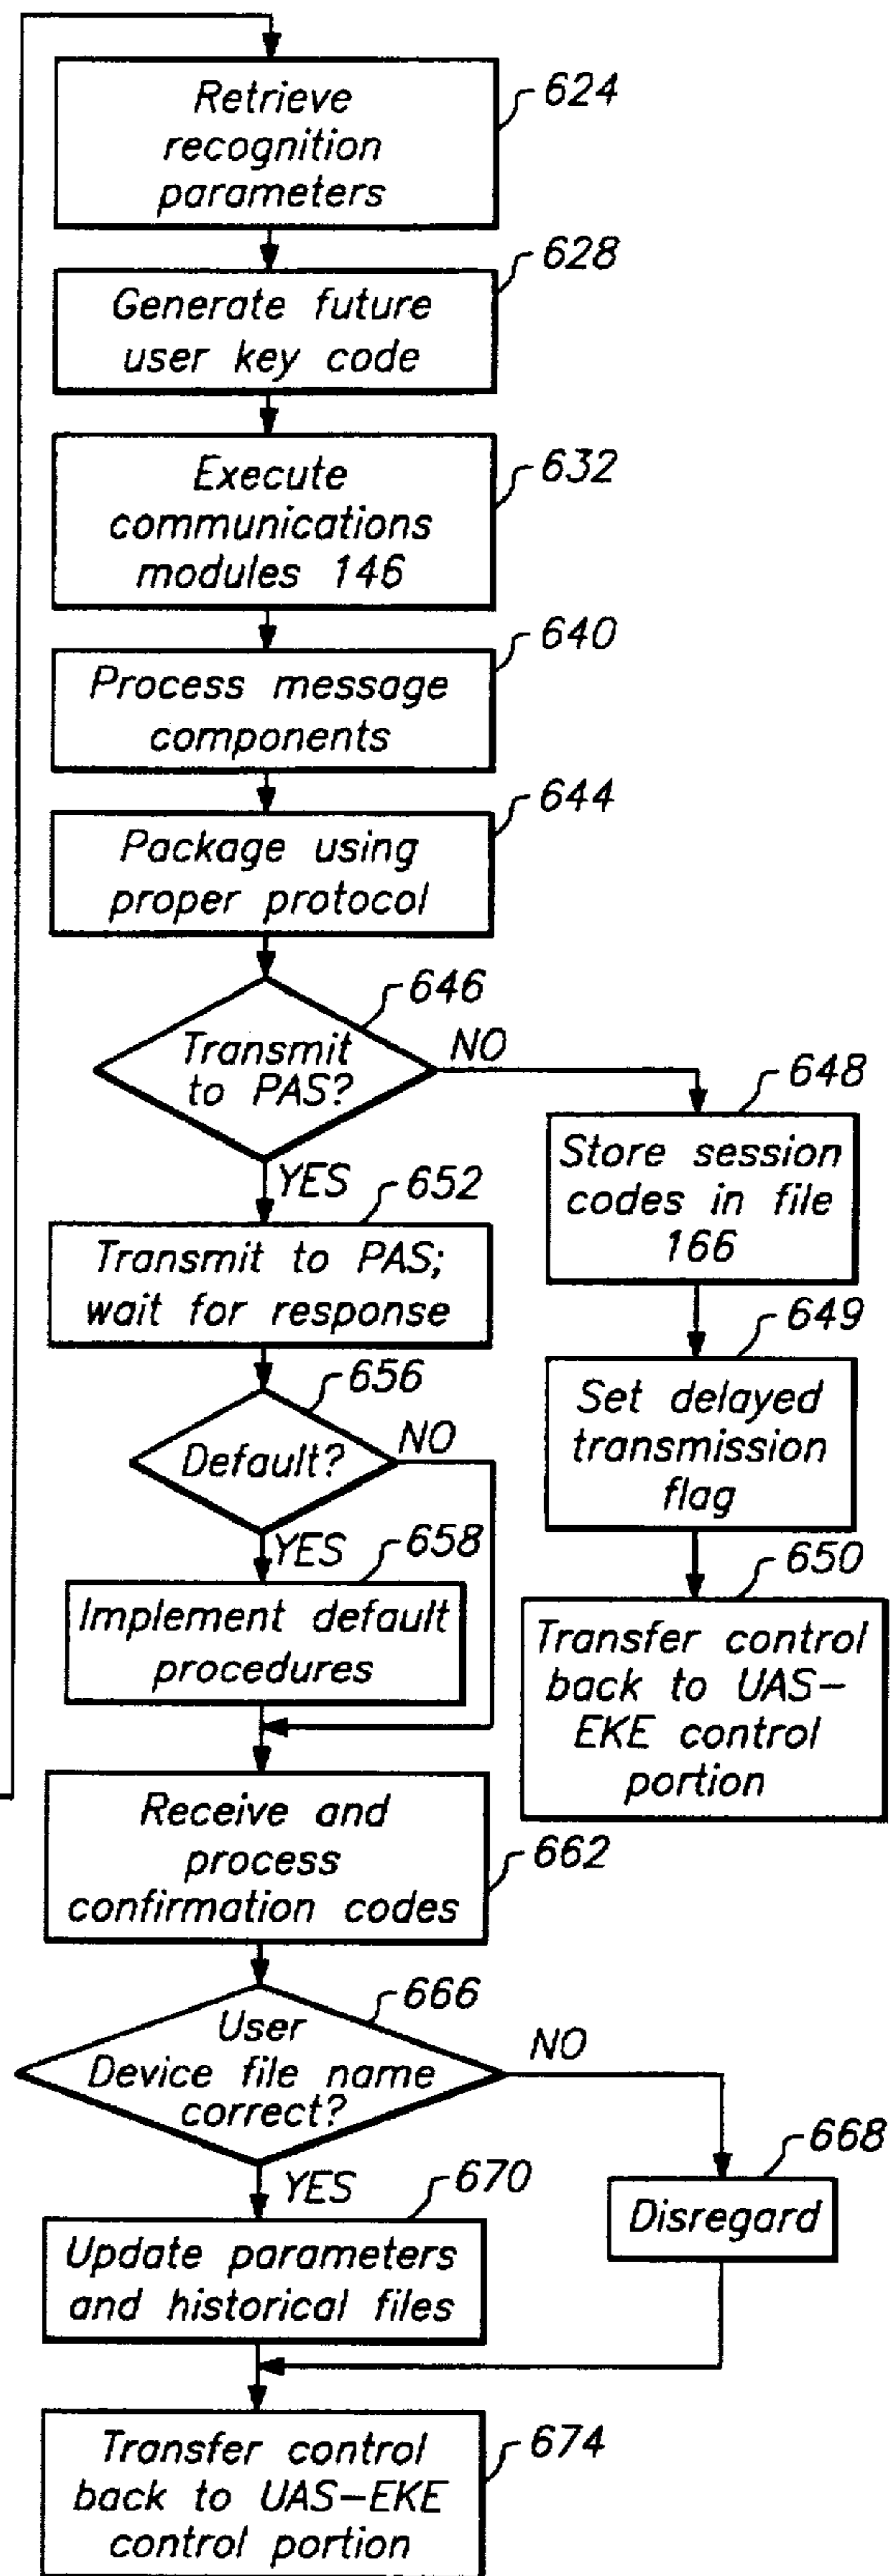 Retrieve
recognition
parameters
624
Generate future
user key code
628
Execute
communications
modules 146
632
Process message
components
640
Package using
proper protocol
644
Transmit
to PAS?
646
NO
YES
Store session
codes in file
166
648
Transmit to PAS;
wait for response
652
Set delayed
transmission
flag
649
Default?
656
NO
YES
Implement default
procedures
658
Transfer control
back to UAS-
EKE control
portion
650
Receive and
process
confirmation codes
662
User
Device file name
correct?
666
NO
YES
Disregard
668
Update parameters
and historical files
670
Transfer control
back to UAS-EKE
control portion
674